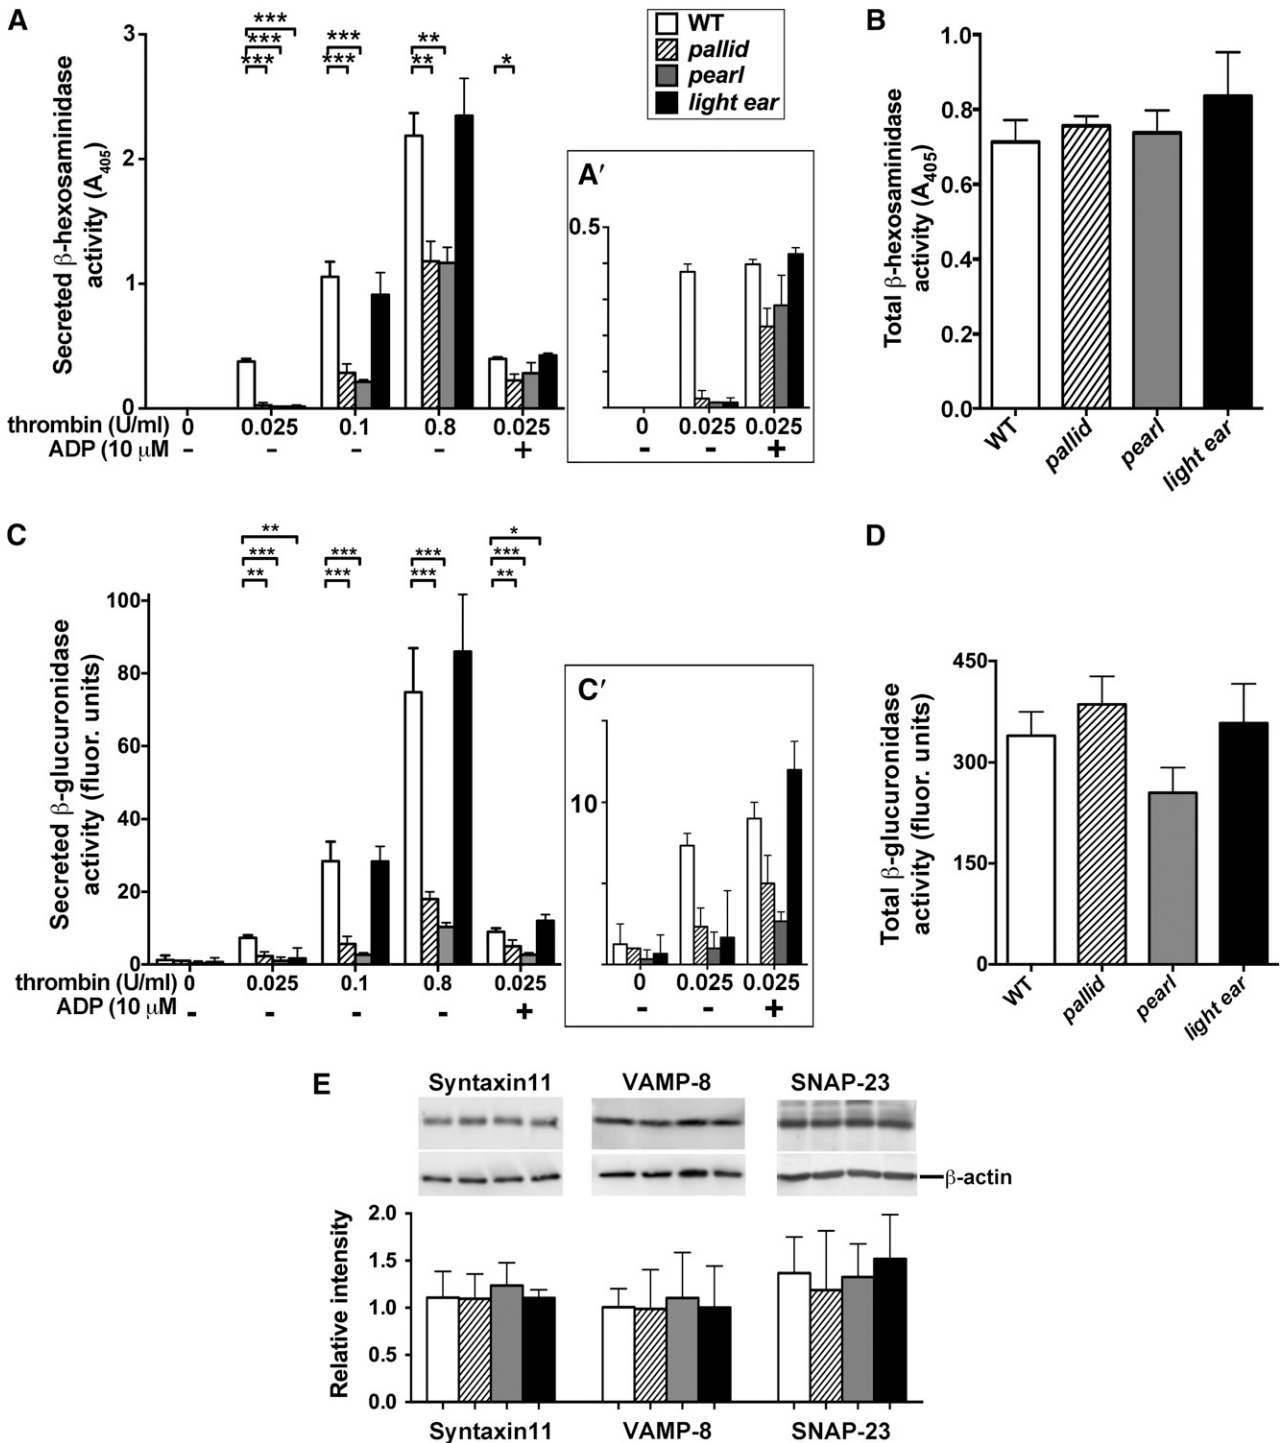 A
Secreted β-hexosaminidase
activity (A405)
3
2
1
0
*** *** ** *
*** *** **
***
thrombin (U/ml) 0 0.025 0.1 0.8 0.025
ADP (10 μM - - - - +
WT
pallid
pearl
light ear
A′
0.5
0 0.025 0.025
- - +
B
Total β-hexosaminidase
activity (A405)
1.0
0.8
0.6
0.4
0.2
0.0
WT pallid pearl light ear
C
Secreted β-glucuronidase
activity (fluor. units)
** *
*** *** *** ***
** *** *** **
100
80
60
40
20
0
thrombin (U/ml) 0 0.025 0.1 0.8 0.025
ADP (10 μM - - - - +
C′
10
0 0.025 0.025
- - +
D
Total β-glucuronidase
activity (fluor. units)
450
300
150
0
WT pallid pearl light ear
E
Syntaxin11 VAMP-8 SNAP-23
β-actin
Relative intensity
2.0
1.5
1.0
0.5
0.0
Syntaxin11 VAMP-8 SNAP-23